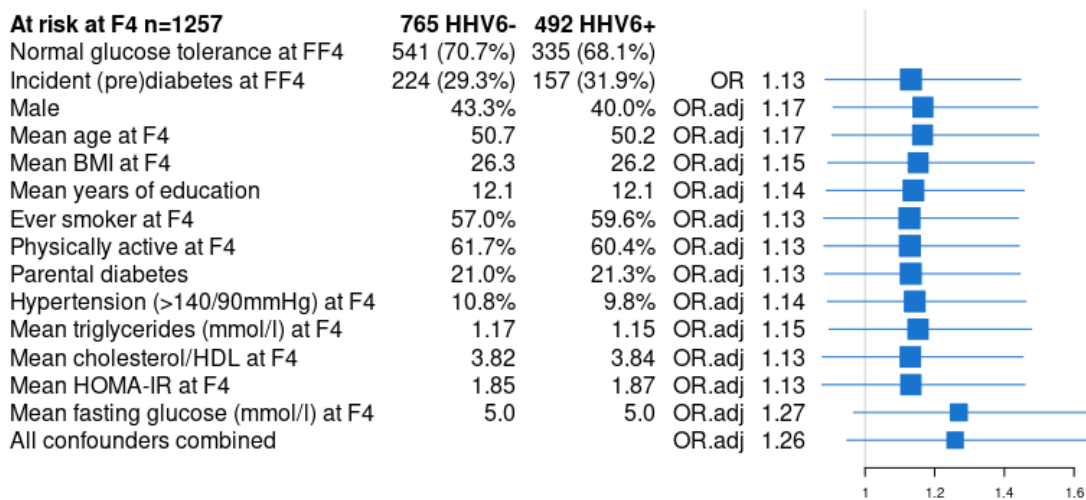 At risk at F4 n=1257 765 HHV6- 492 HHV6+
Normal glucose tolerance at FF4 541 (70.7%) 335 (68.1%)
Incident (pre)diabetes at FF4 224 (29.3%) 157 (31.9%) OR 1.13
Male 43.3% 40.0% OR.adj 1.17
Mean age at F4 50.7 50.2 OR.adj 1.17
Mean BMI at F4 26.3 26.2 OR.adj 1.15
Mean years of education 12.1 12.1 OR.adj 1.14
Ever smoker at F4 57.0% 59.6% OR.adj 1.13
Physically active at F4 61.7% 60.4% OR.adj 1.13
Parental diabetes 21.0% 21.3% OR.adj 1.13
Hypertension (>140/90mmHg) at F4 10.8% 9.8% OR.adj 1.14
Mean triglycerides (mmol/l) at F4 1.17 1.15 OR.adj 1.15
Mean cholesterol/HDL at F4 3.82 3.84 OR.adj 1.13
Mean HOMA-IR at F4 1.85 1.87 OR.adj 1.13
Mean fasting glucose (mmol/l) at F4 5.0 5.0 OR.adj 1.27
All confounders combined OR.adj 1.26
1 1.2 1.4 1.6